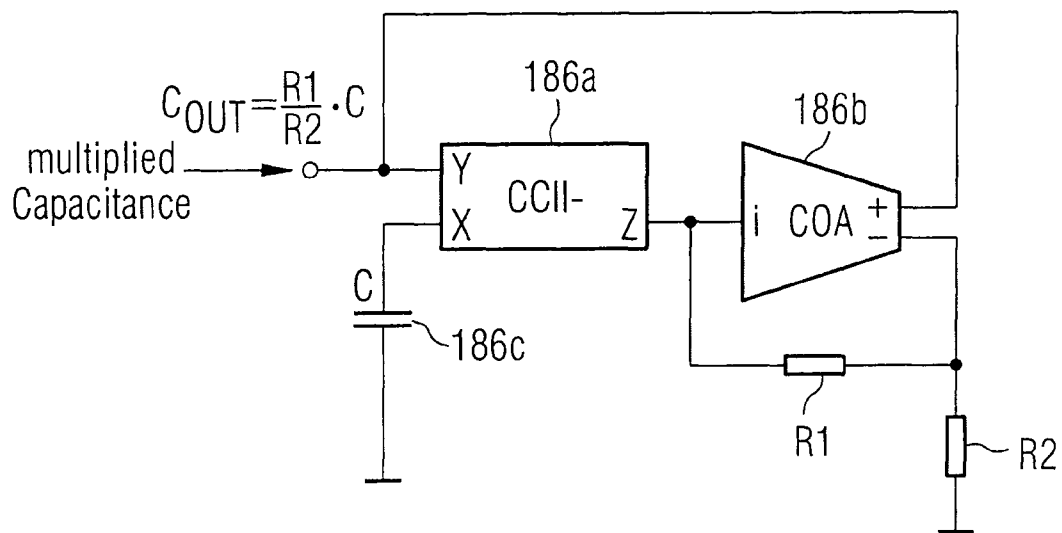 186a
C_OUT = R1/R2 · C
186b
multiplied
Capacitance
Y
CCII-
X
Z
i COA + −
C
186c
R1
R2